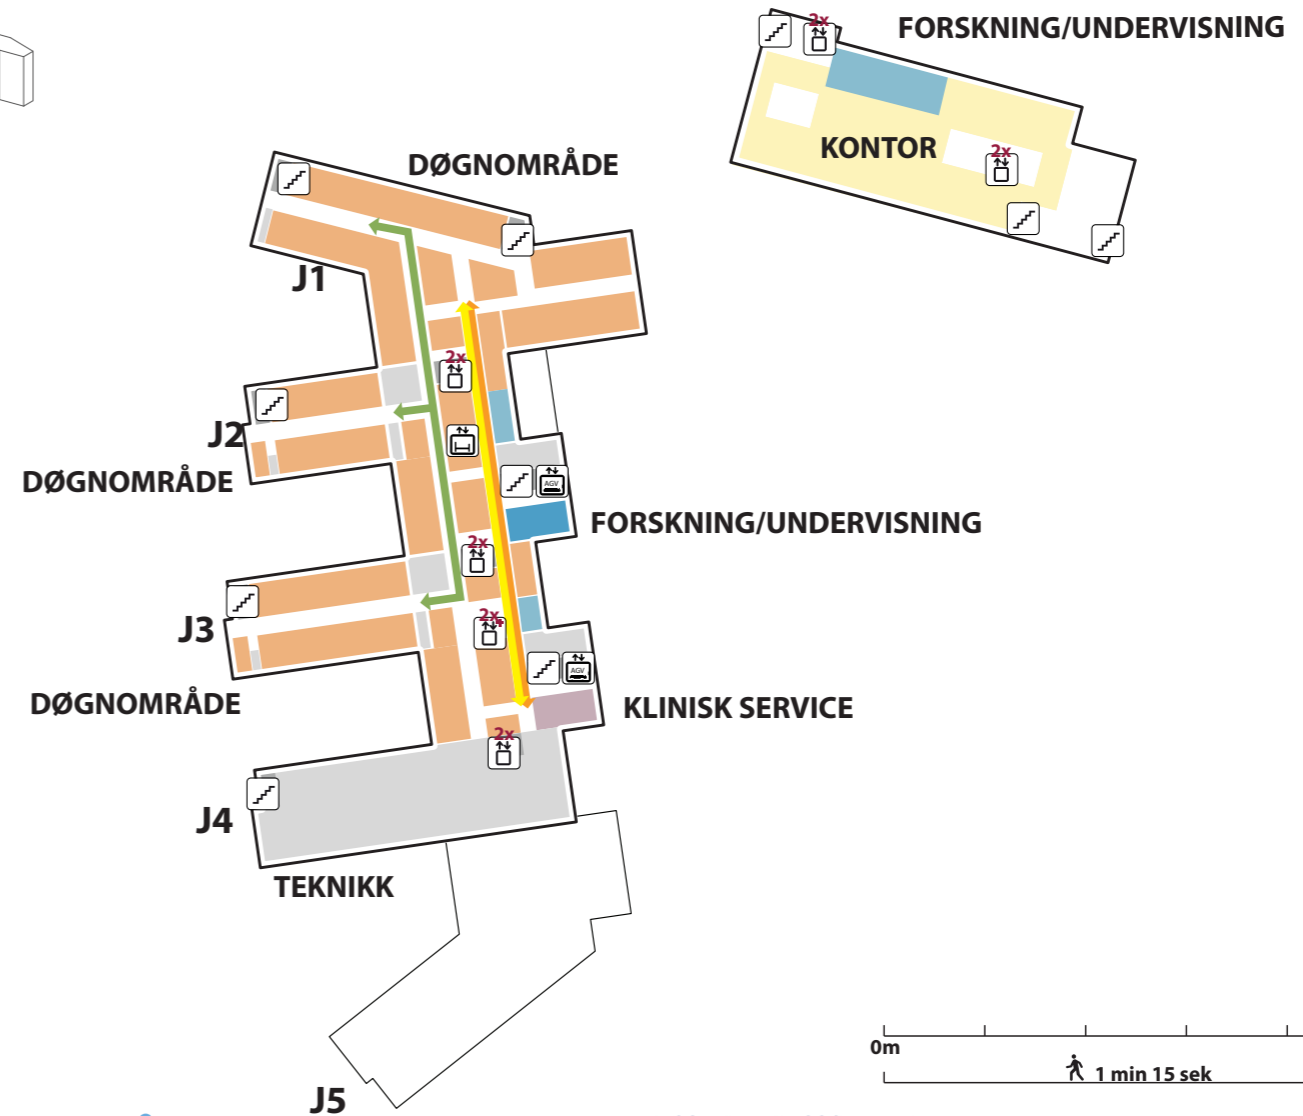 FORSKNING/UNDERVISNING
2x
KONTOR
2x
DØGNOMRÅDE
J1
2x
J2
DØGNOMRÅDE
AGV
FORSKNING/UNDERVISNING
2x
J3
2x
AGV
DØGNOMRÅDE
KLINISK SERVICE
2x
J4
TEKNIKK
0m
1 min 15 sek
J5